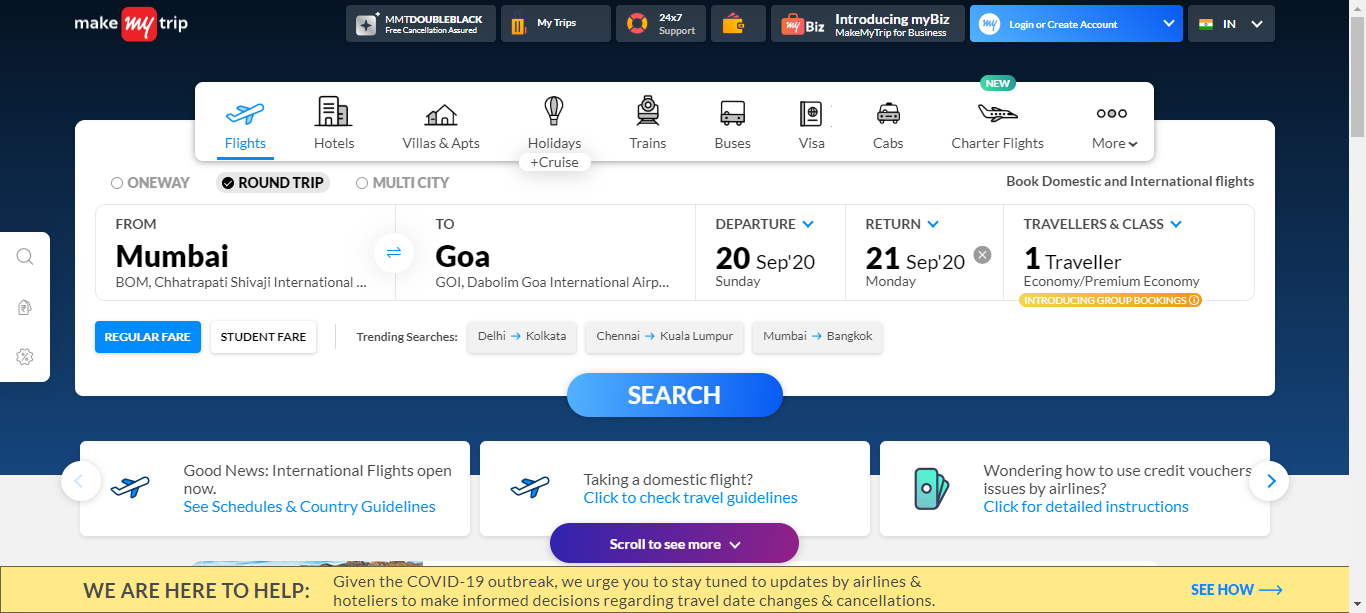 make my trip
MMTDOUBLEBLACK
Free Cancellation Assured
My Trips
24x7
Support
my Biz
Introducing myBiz
MakeMyTrip for Business
my
Login or Create Account
IN
NEW
Flights
Hotels
Villas & Apts
Holidays
Trains
Buses
Visa
Cabs
Charter Flights
More
+Cruise
ONEWAY
ROUND TRIP
MULTI CITY
Book Domestic and International flights
FROM
Mumbai
BOM, Chhatrapati Shivaji International ...
TO
Goa
GOI, Dabolim Goa International Airp...
DEPARTURE
20 Sep'20
Sunday
RETURN
21 Sep'20
Monday
TRAVELLERS & CLASS
1 Traveller
Economy/Premium Economy
INTRODUCING GROUP BOOKINGS
REGULAR FARE
STUDENT FARE
Trending Searches:
Delhi → Kolkata
Chennai → Kuala Lumpur
Mumbai → Bangkok
SEARCH
Good News: International Flights open
now.
See Schedules & Country Guidelines
Taking a domestic flight?
Click to check travel guidelines
Wondering how to use credit vouchers
issues by airlines?
Click for detailed instructions
Scroll to see more
WE ARE HERE TO HELP:
Given the COVID-19 outbreak, we urge you to stay tuned to updates by airlines &
hoteliers to make informed decisions regarding travel date changes & cancellations.
SEE HOW →